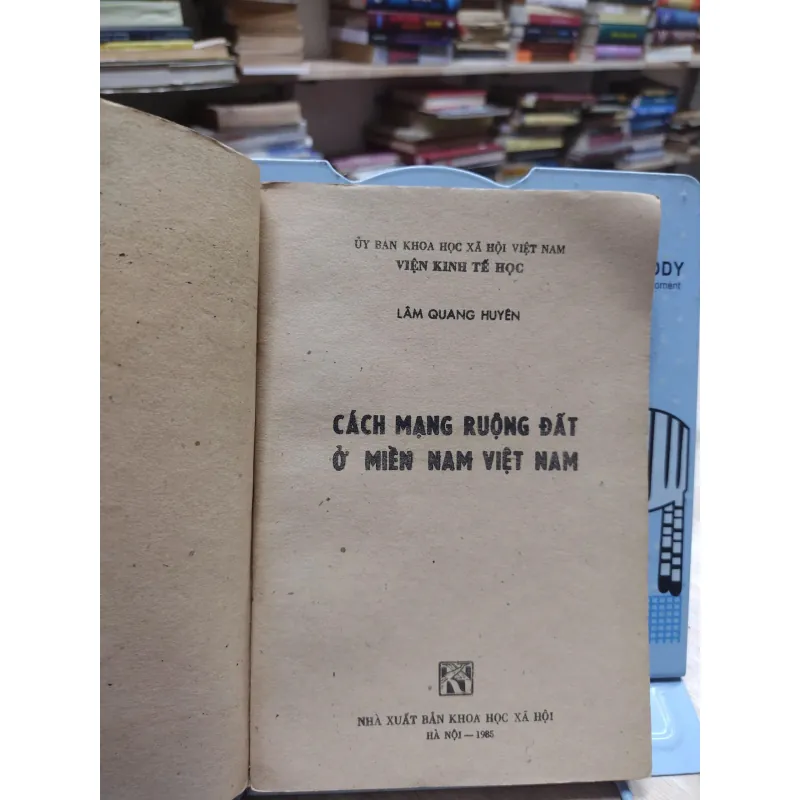 ỦY BAN KHOA HỌC XÃ HỘI VIỆT NAM
VIỆN KINH TẾ HỌC
LÂM QUANG HUYÊN
CÁCH MẠNG RUỘNG ĐẤT
Ở MIỀN NAM VIỆT NAM
NHÀ XUẤT BẢN KHOA HỌC XÃ HỘI
HÀ NỘI — 1985